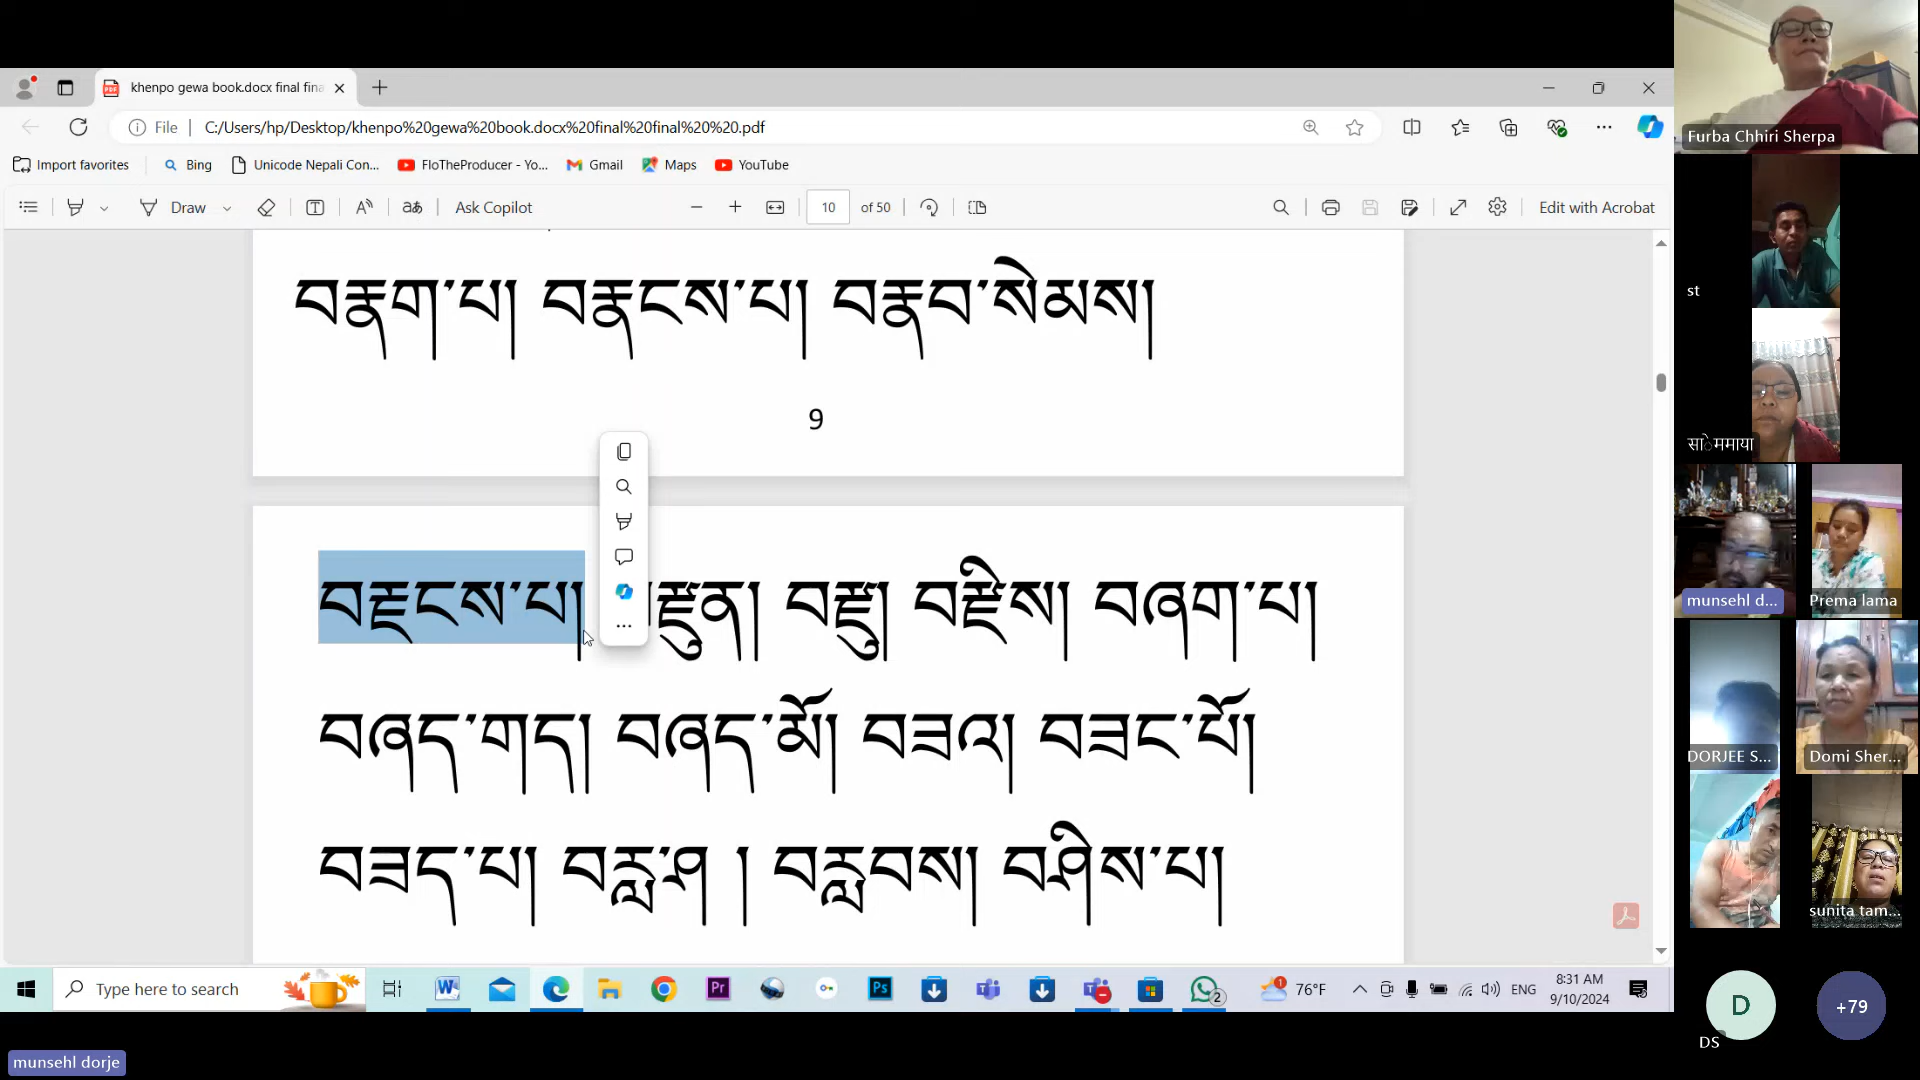 khenpo gewa book.docx final fina
File
C:/Users/hp/Desktop/khenpo%20gewa%20book.docx%20final%20final%20%20.pdf
Import favorites
Bing
Unicode Nepali Con...
FloTheProducer - Yo...
Gmail
Maps
YouTube
Draw
Ask Copilot
10
of 50
Edit with Acrobat
བརྣག་པ། བརྣངས་པ། བརྣབ་སེམས།
9
བརྫངས་པ། རྫུན། བརྫུ། བརྫིས། བཞག་པ།
བཞད་གད། བཞད་མོ། བཟའ། བཟང་པོ།
བཟད་པ། བརླ་ཤ ། བརླབས། བཤིས་པ།
Type here to search
76°F
ENG
8:31 AM
9/10/2024
Furba Chhiri Sherpa
st
साेममाया
munsehl d...
Prema lama
DORJEE S...
Domi Sher...
sunita tam...
D
DS
+79
munsehl dorje